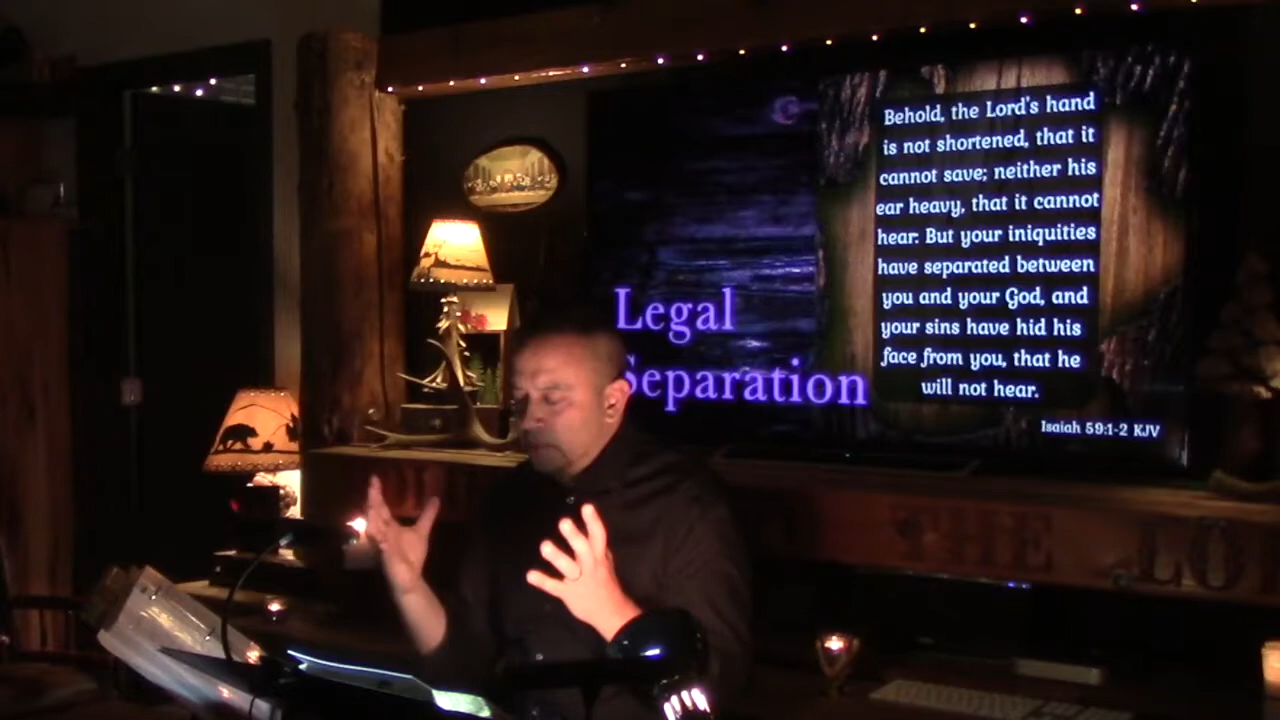 Legal
Separation
Behold, the Lord's hand
is not shortened, that it
cannot save; neither his
ear heavy, that it cannot
hear. But your iniquities
have separated between
you and your God, and
your sins have hid his
face from you, that he
will not hear.
Isaiah 59:1-2 KJV
THE LO